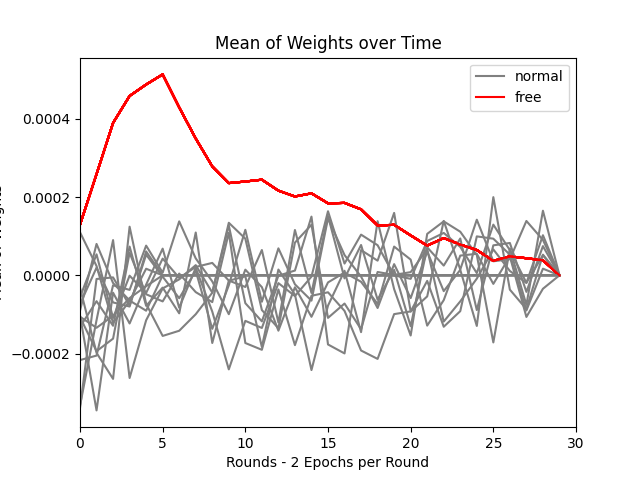 Mean of Weights over Time
normal
free
0.0004
0.0002
0.0000
−0.0002
0 5 10 15 20 25 30
Rounds - 2 Epochs per Round